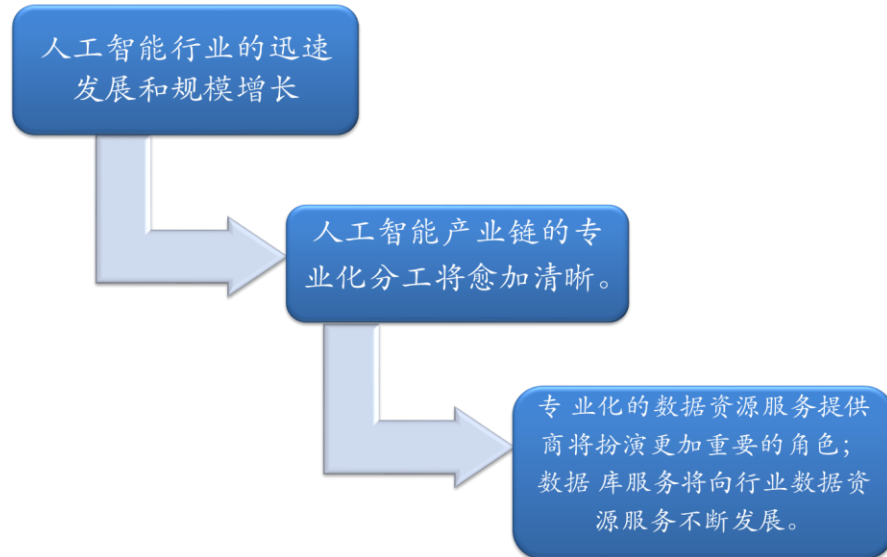 人工智能行业的迅速
发展和规模增长
人工智能产业链的专
业化分工将愈加清晰。
专 业化的数据资源服务提供
商将扮演更加重要的角色；
数据 库服务将向行业数据资
源服务不断发展。